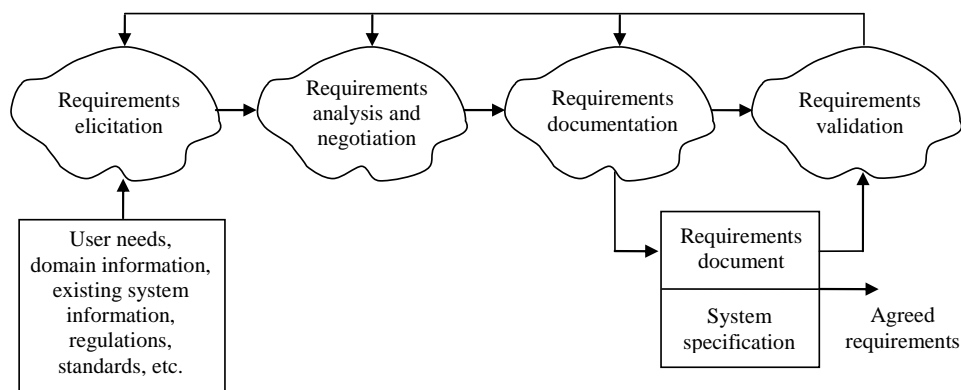 Requirements
elicitation
Requirements
analysis and
negotiation
Requirements
documentation
Requirements
validation
User needs,
domain information,
existing system
information,
regulations,
standards, etc.
Requirements
document
System
specification
Agreed
requirements